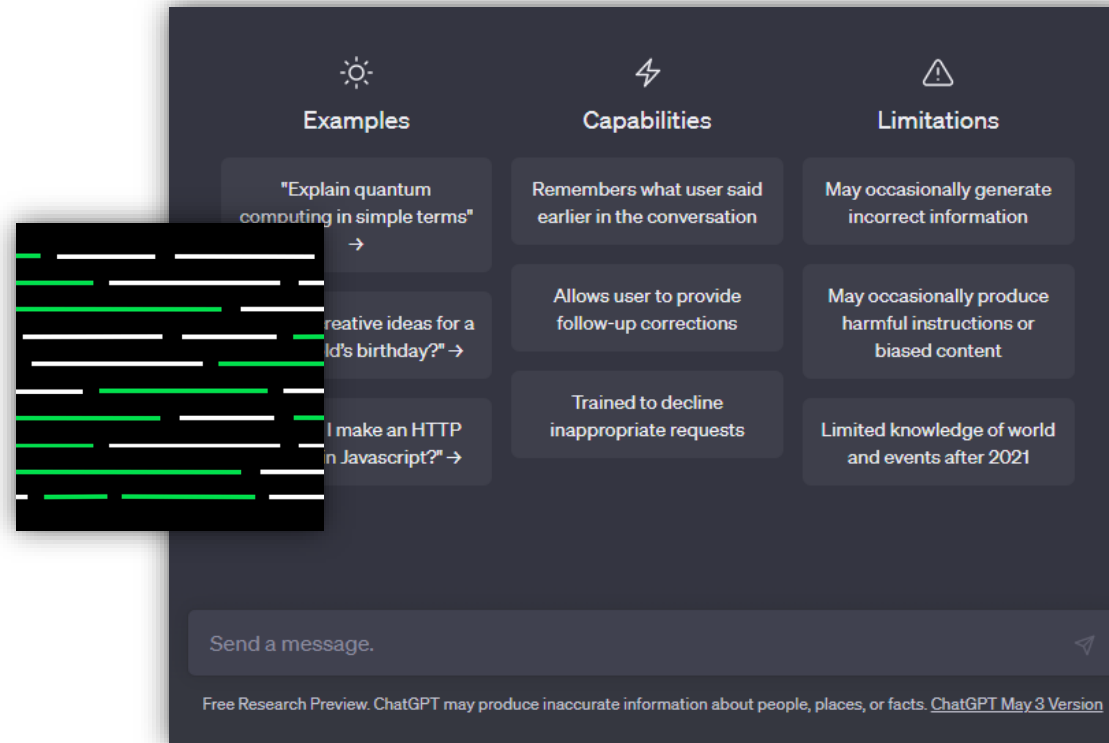 Examples
"Explain quantum
computing in simple terms"
→
reative ideas for a
ld's birthday?" →
I make an HTTP
n Javascript?" →
Capabilities
Remembers what user said
earlier in the conversation
Allows user to provide
follow-up corrections
Trained to decline
inappropriate requests
Limitations
May occasionally generate
incorrect information
May occasionally produce
harmful instructions or
biased content
Limited knowledge of world
and events after 2021
Send a message.
Free Research Preview. ChatGPT may produce inaccurate information about people, places, or facts. ChatGPT May 3 Version